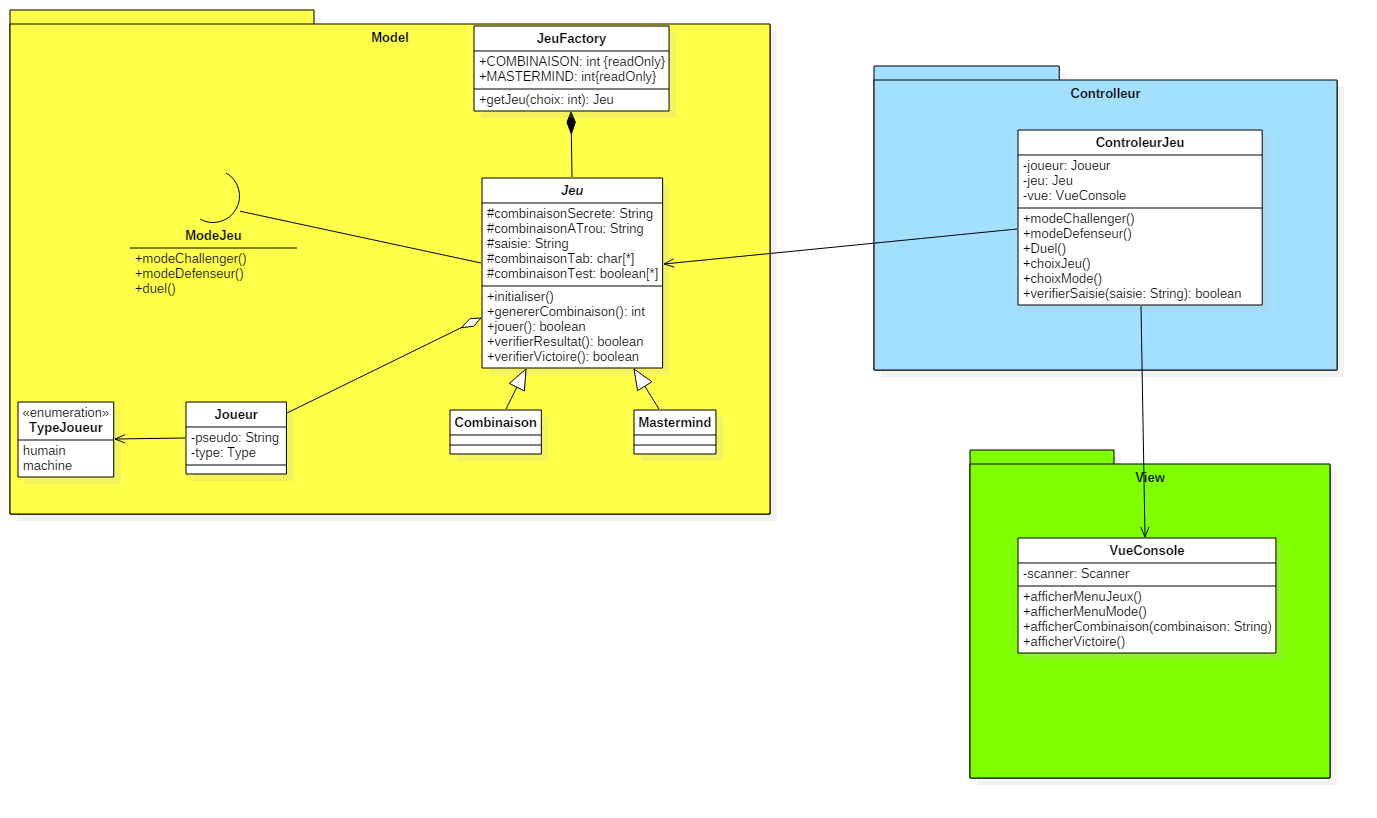 Model
JeuFactory
+COMBINAISON: int {readOnly}
+MASTERMIND: int{readOnly}
+getJeu(choix: int): Jeu
ModeJeu
+modeChallenger()
+modeDefenseur()
+duel()
Jeu
#combinaisonSecrete: String
#combinaisonATrou: String
#saisie: String
#combinaisonTab: char[*]
#combinaisonTest: boolean[*]
+initialiser()
+genererCombinaison(): int
+jouer(): boolean
+verifierResultat(): boolean
+verifierVictoire(): boolean
«enumeration»
TypeJoueur
humain
machine
Joueur
-pseudo: String
-type: Type
Combinaison
Mastermind
Controlleur
ControleurJeu
-joueur: Joueur
-jeu: Jeu
-vue: VueConsole
+modeChallenger()
+modeDefenseur()
+Duel()
+choixJeu()
+choixMode()
+verifierSaisie(saisie: String): boolean
View
VueConsole
-scanner: Scanner
+afficherMenuJeux()
+afficherMenuMode()
+afficherCombinaison(combinaison: String)
+afficherVictoire()